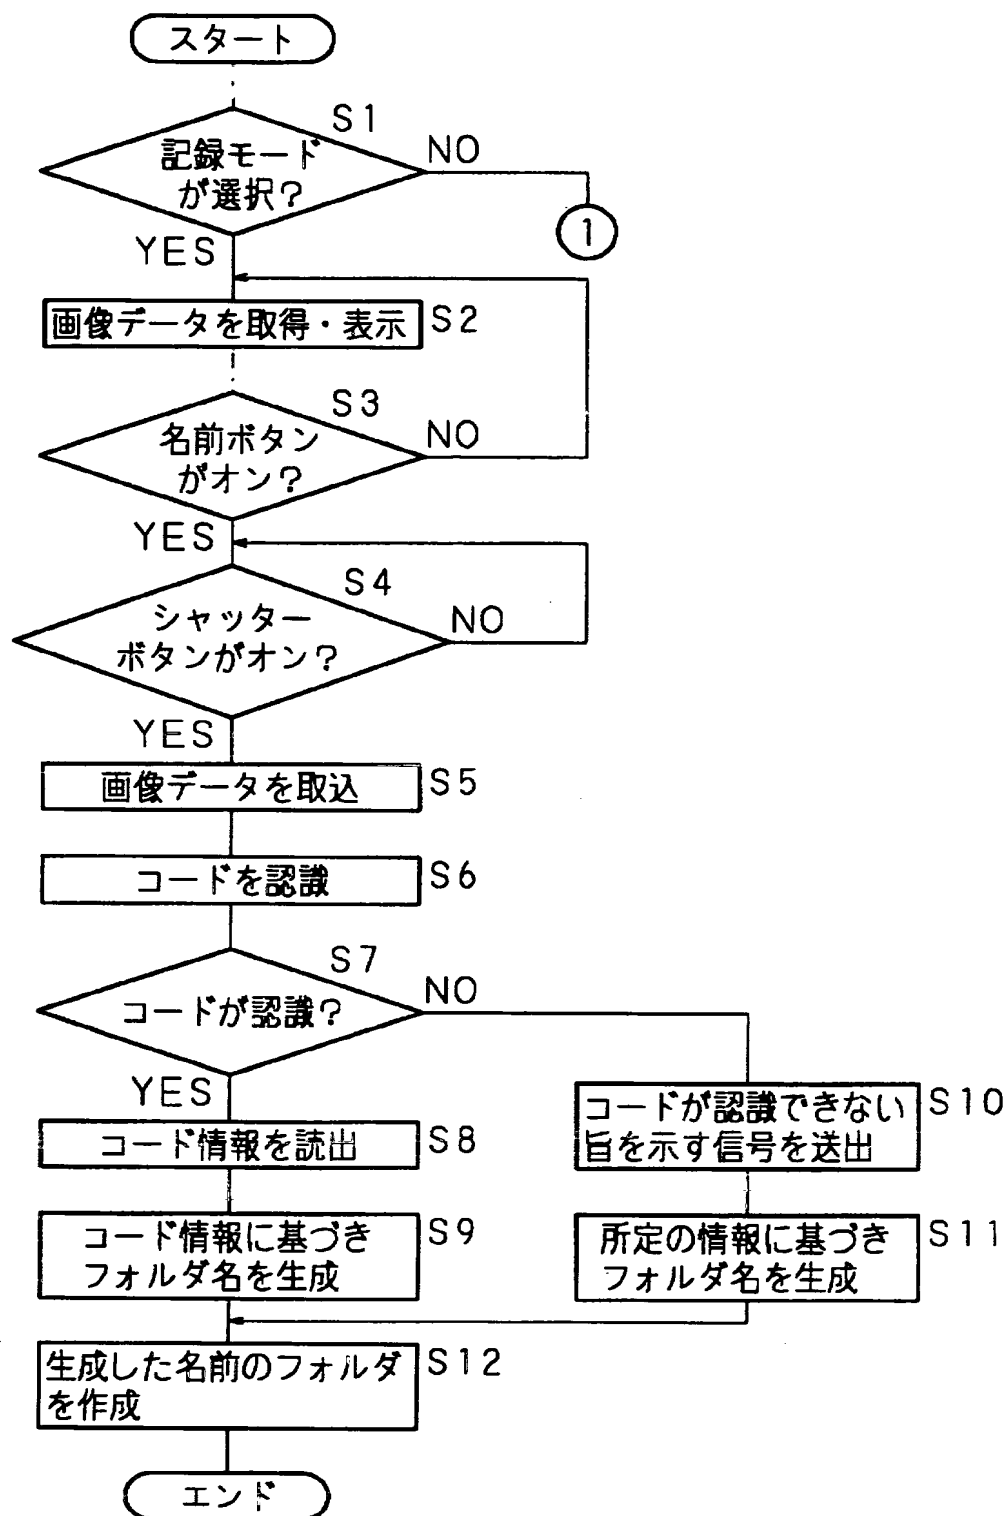 スタート
S1
記録モード
が選択?
NO
1
YES
画像データを取得・表示
S2
S3
名前ボタン
がオン?
NO
YES
S4
シャッター
ボタンがオン?
NO
YES
画像データを取込
S5
コードを認識
S6
S7
コードが認識?
NO
YES
コード情報を読出
S8
コードが認識できない
旨を示す信号を送出
S10
コード情報に基づき
フォルダ名を生成
S9
所定の情報に基づき
フォルダ名を生成
S11
生成した名前のフォルダ
を作成
S12
エンド